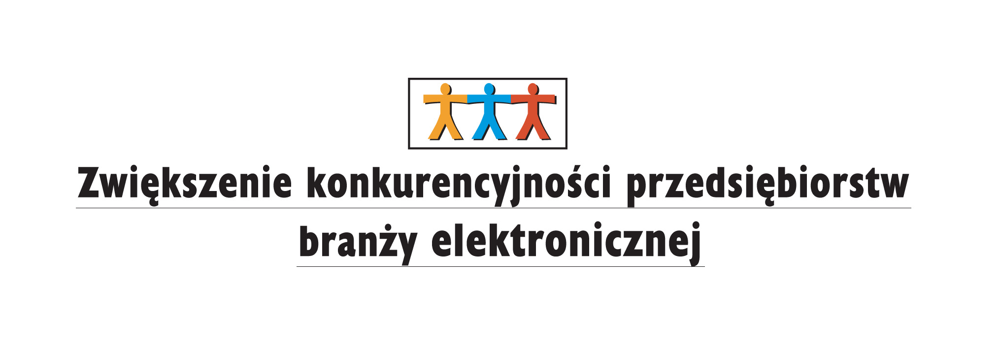 Zwiększenie konkurencyjności przedsiębiorstw
branży elektronicznej